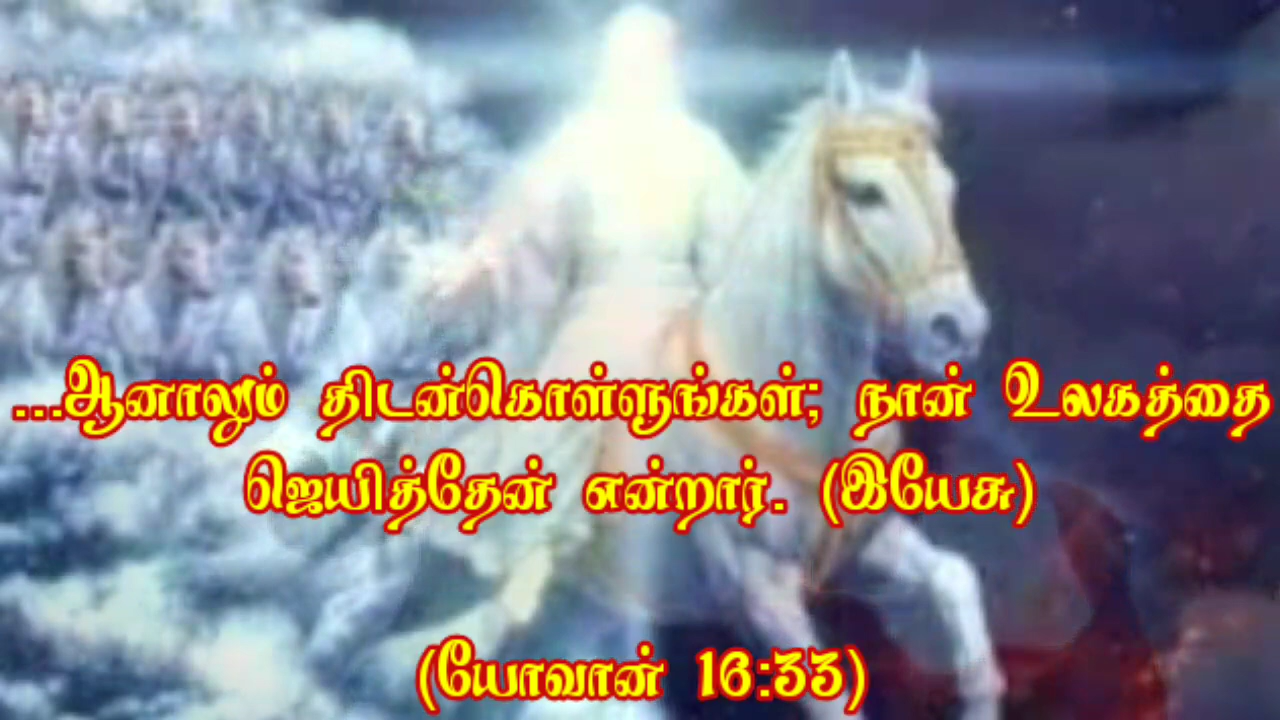 ...ஆனாலும் திடன்கொள்ளுங்கள்; நான் உலகத்தை
ஜெயித்தேன் என்றார். (இயேசு)
(யோவான் 16:33)